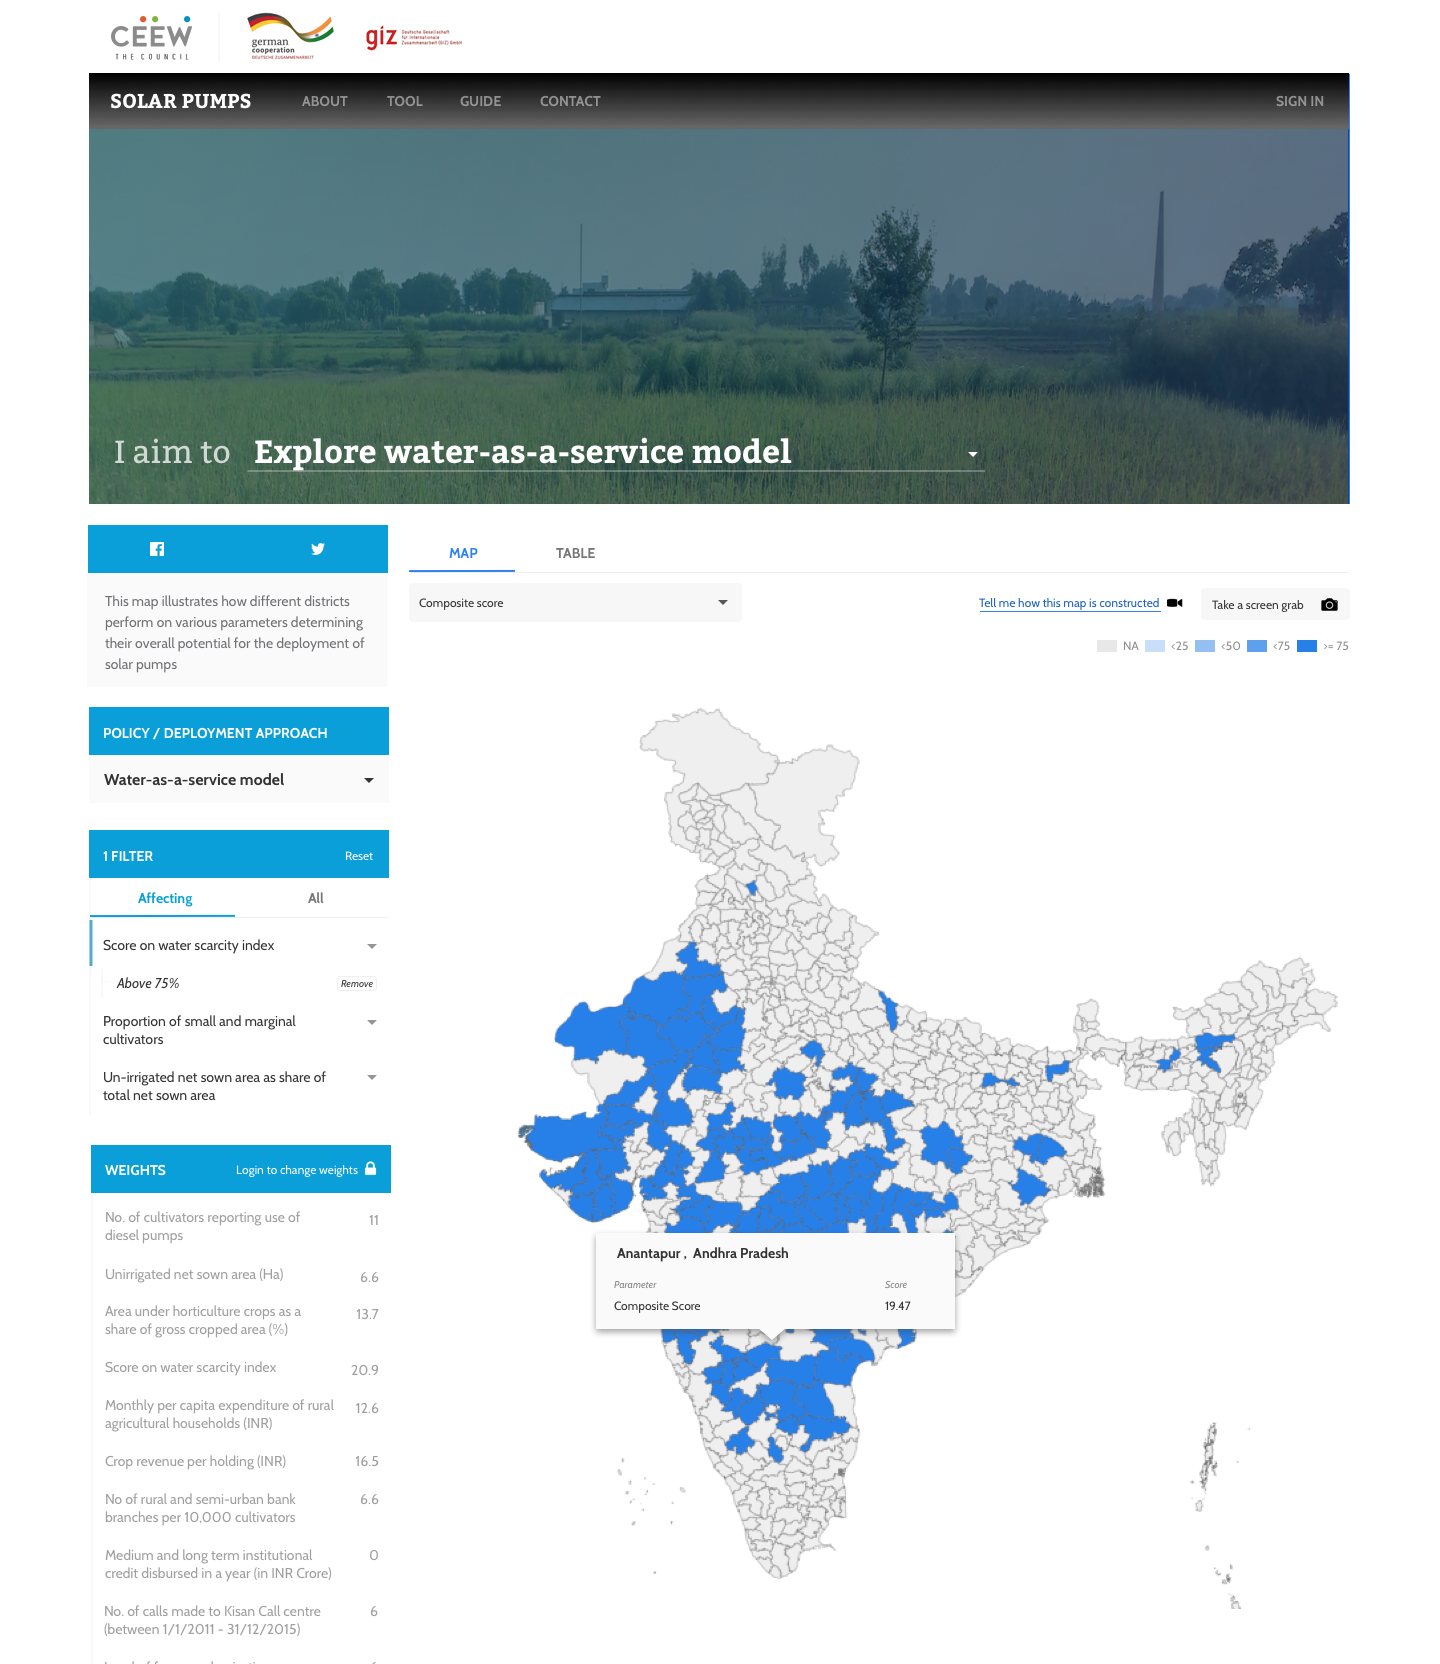 CEEW
THE COUNCIL
german
cooperation
DEUTSCHE ZUSAMMENARBEIT
giz
Deutsche Gesellschaft
für Internationale
Zusammenarbeit (GIZ) GmbH
SOLAR PUMPS
ABOUT
TOOL
GUIDE
CONTACT
SIGN IN
I aim to Explore water-as-a-service model
This map illustrates how different districts
perform on various parameters determining
their overall potential for the deployment of
solar pumps
POLICY / DEPLOYMENT APPROACH
Water-as-a-service model
1 FILTER
Reset
Affecting
All
Score on water scarcity index
Above 75%
Remove
Proportion of small and marginal
cultivators
Un-irrigated net sown area as share of
total net sown area
WEIGHTS
Login to change weights
No. of cultivators reporting use of
diesel pumps
11
Unirrigated net sown area (Ha)
6.6
Area under horticulture crops as a
share of gross cropped area (%)
13.7
Score on water scarcity index
20.9
Monthly per capita expenditure of rural
agricultural households (INR)
12.6
Crop revenue per holding (INR)
16.5
No of rural and semi-urban bank
branches per 10,000 cultivators
6.6
Medium and long term institutional
credit disbursed in a year (in INR Crore)
0
No. of calls made to Kisan Call centre
(between 1/1/2011 - 31/12/2015)
6
MAP
TABLE
Composite score
Tell me how this map is constructed
Take a screen grab
NA
<25
<50
<75
>= 75
Anantapur , Andhra Pradesh
Parameter
Score
Composite Score
19.47